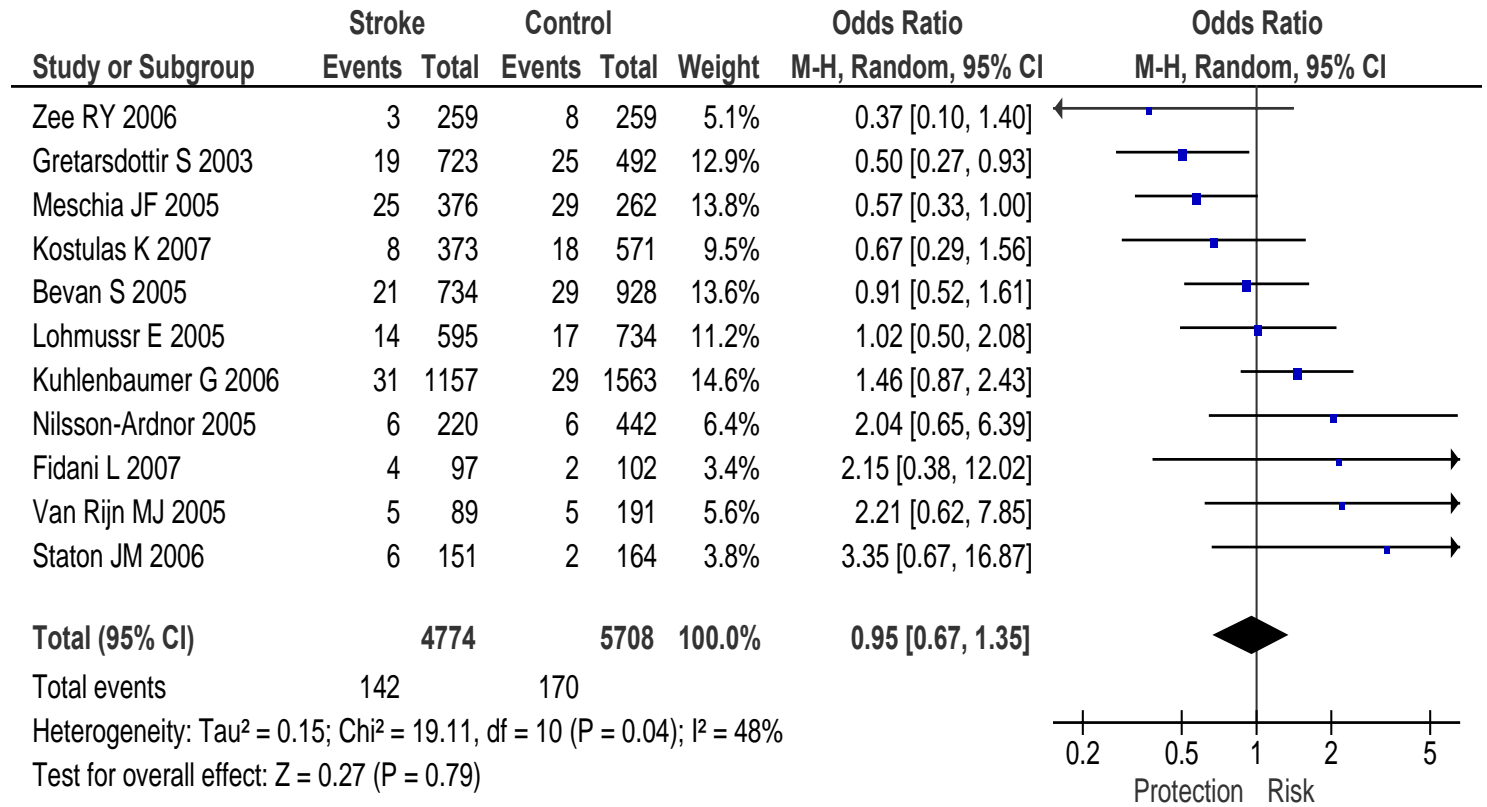 Stroke Control Odds Ratio Odds Ratio
Study or Subgroup Events Total Events Total Weight M-H, Random, 95% CI M-H, Random, 95% CI
Zee RY 2006 3 259 8 259 5.1% 0.37 [0.10, 1.40]
Gretarsdottir S 2003 19 723 25 492 12.9% 0.50 [0.27, 0.93]
Meschia JF 2005 25 376 29 262 13.8% 0.57 [0.33, 1.00]
Kostulas K 2007 8 373 18 571 9.5% 0.67 [0.29, 1.56]
Bevan S 2005 21 734 29 928 13.6% 0.91 [0.52, 1.61]
Lohmussr E 2005 14 595 17 734 11.2% 1.02 [0.50, 2.08]
Kuhlenbaumer G 2006 31 1157 29 1563 14.6% 1.46 [0.87, 2.43]
Nilsson-Ardnor 2005 6 220 6 442 6.4% 2.04 [0.65, 6.39]
Fidani L 2007 4 97 2 102 3.4% 2.15 [0.38, 12.02]
Van Rijn MJ 2005 5 89 5 191 5.6% 2.21 [0.62, 7.85]
Staton JM 2006 6 151 2 164 3.8% 3.35 [0.67, 16.87]
Total (95% CI) 4774 5708 100.0% 0.95 [0.67, 1.35]
Total events 142 170
Heterogeneity: Tau² = 0.15; Chi² = 19.11, df = 10 (P = 0.04); I² = 48%
Test for overall effect: Z = 0.27 (P = 0.79)
0.2 0.5 1 2 5
Protection Risk